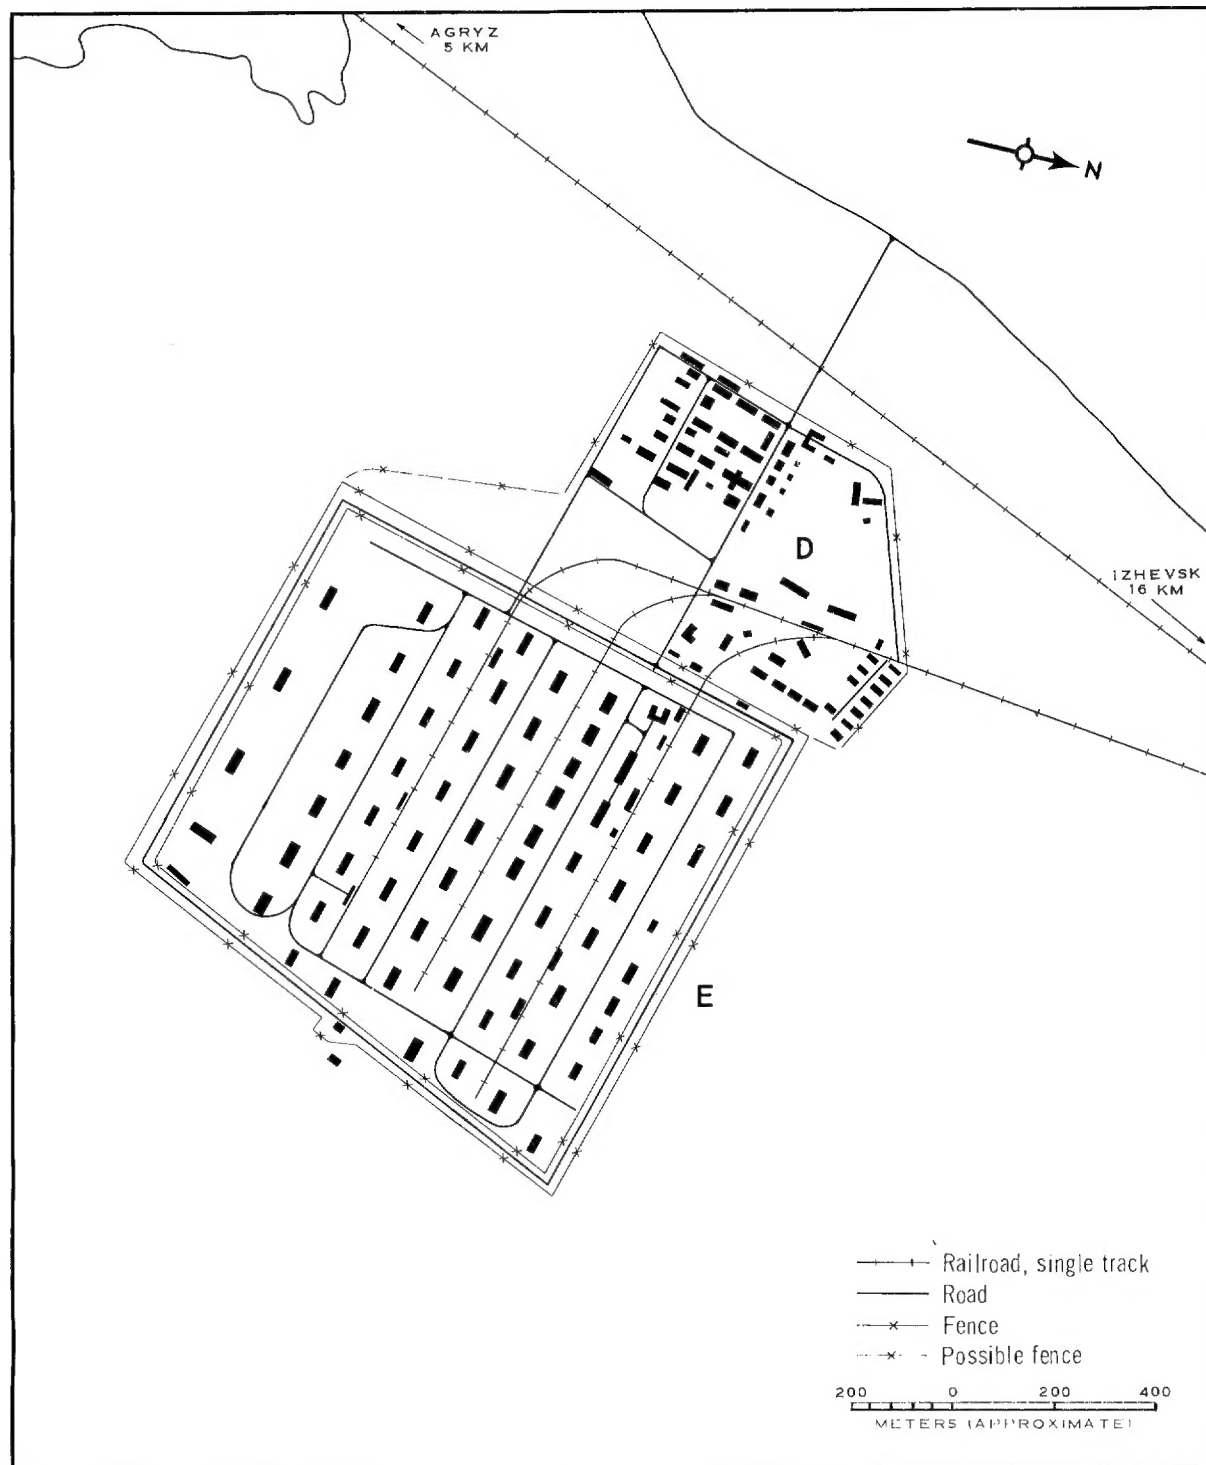 AGRYZ
5 KM
N
D
IZHEVSK
16 KM
E
Railroad, single track
Road
Fence
Possible fence
200 0 200 400
METERS (APPROXIMATE)